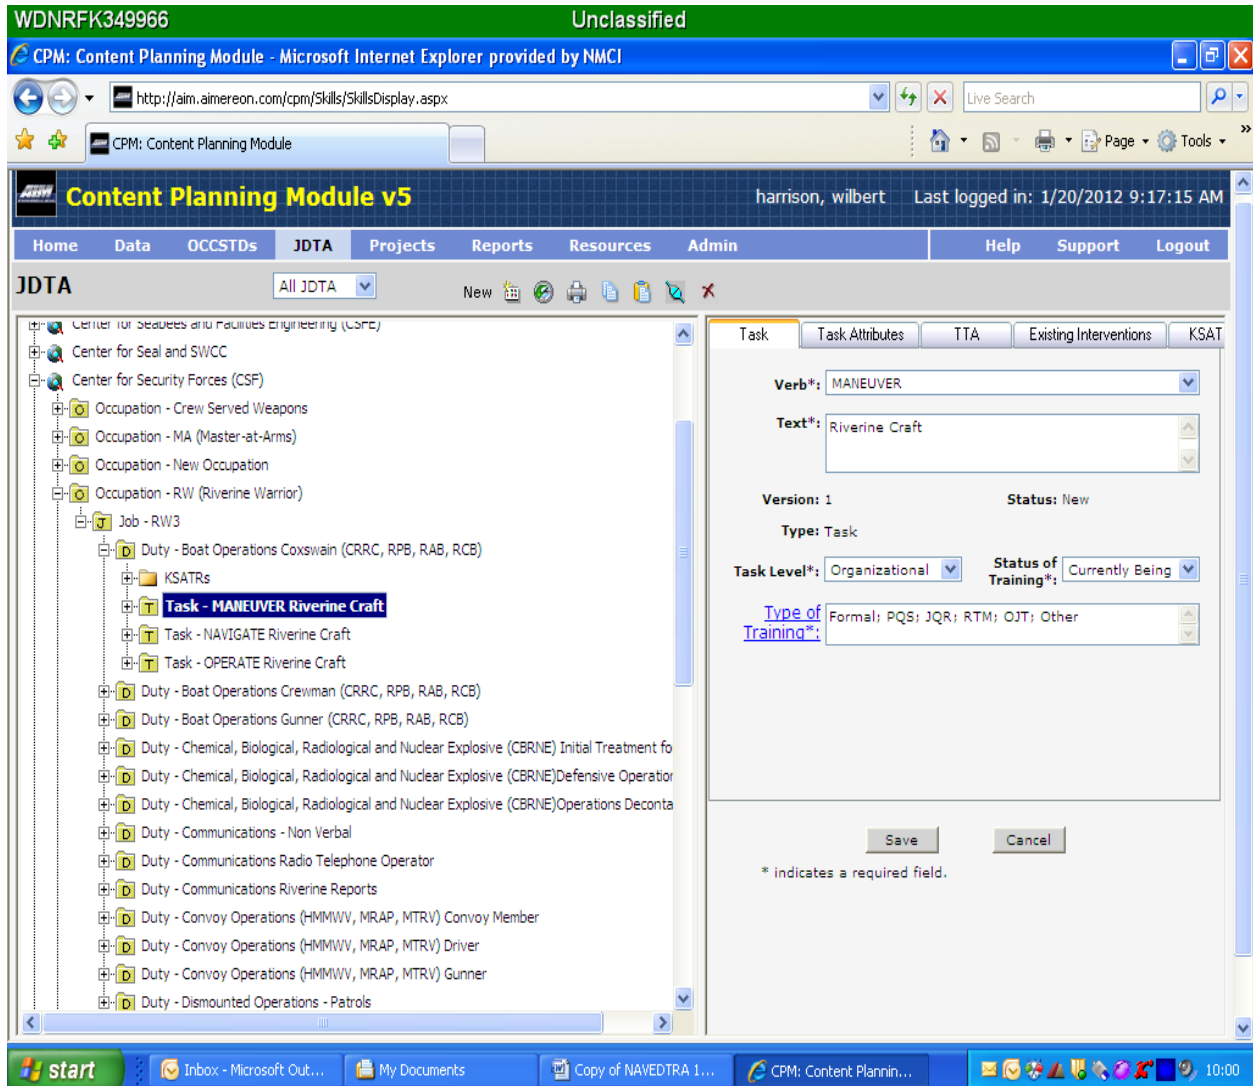 WDNRFK349966 Unclassified
CPM: Content Planning Module - Microsoft Internet Explorer provided by NMCI
http://aim.aimereon.com/cpm/Skills/SkillsDisplay.aspx Live Search
CPM: Content Planning Module Page Tools »
Content Planning Module v5 harrison, wilbert Last logged in: 1/20/2012 9:17:15 AM
Home Data OCCSTDs JDTA Projects Reports Resources Admin Help Support Logout
JDTA All JDTA New
Center for Seabees and Facilities Engineering (CSFE)
Center for Seal and SWCC
Center for Security Forces (CSF)
Occupation - Crew Served Weapons
Occupation - MA (Master-at-Arms)
Occupation - New Occupation
Occupation - RW (Riverine Warrior)
Job - RW3
Duty - Boat Operations Coxswain (CRRC, RPB, RAB, RCB)
KSATRs
Task - MANEUVER Riverine Craft
Task - NAVIGATE Riverine Craft
Task - OPERATE Riverine Craft
Duty - Boat Operations Crewman (CRRC, RPB, RAB, RCB)
Duty - Boat Operations Gunner (CRRC, RPB, RAB, RCB)
Duty - Chemical, Biological, Radiological and Nuclear Explosive (CBRNE) Initial Treatment fo
Duty - Chemical, Biological, Radiological and Nuclear Explosive (CBRNE)Defensive Operation
Duty - Chemical, Biological, Radiological and Nuclear Explosive (CBRNE)Operations Deconta
Duty - Communications - Non Verbal
Duty - Communications Radio Telephone Operator
Duty - Communications Riverine Reports
Duty - Convoy Operations (HMMWV, MRAP, MTRV) Convoy Member
Duty - Convoy Operations (HMMWV, MRAP, MTRV) Driver
Duty - Convoy Operations (HMMWV, MRAP, MTRV) Gunner
Duty - Dismounted Operations - Patrols
Task Task Attributes TTA Existing Interventions KSAT
Verb*: MANEUVER
Text*: Riverine Craft
Version: 1 Status: New
Type: Task
Task Level*: Organizational Status of Training*: Currently Being
Type of Training*: Formal; PQS; JQR; RTM; OJT; Other
Save Cancel
* indicates a required field.
start Inbox - Microsoft Out... My Documents Copy of NAVEDTRA 1... CPM: Content Plannin... 10:00